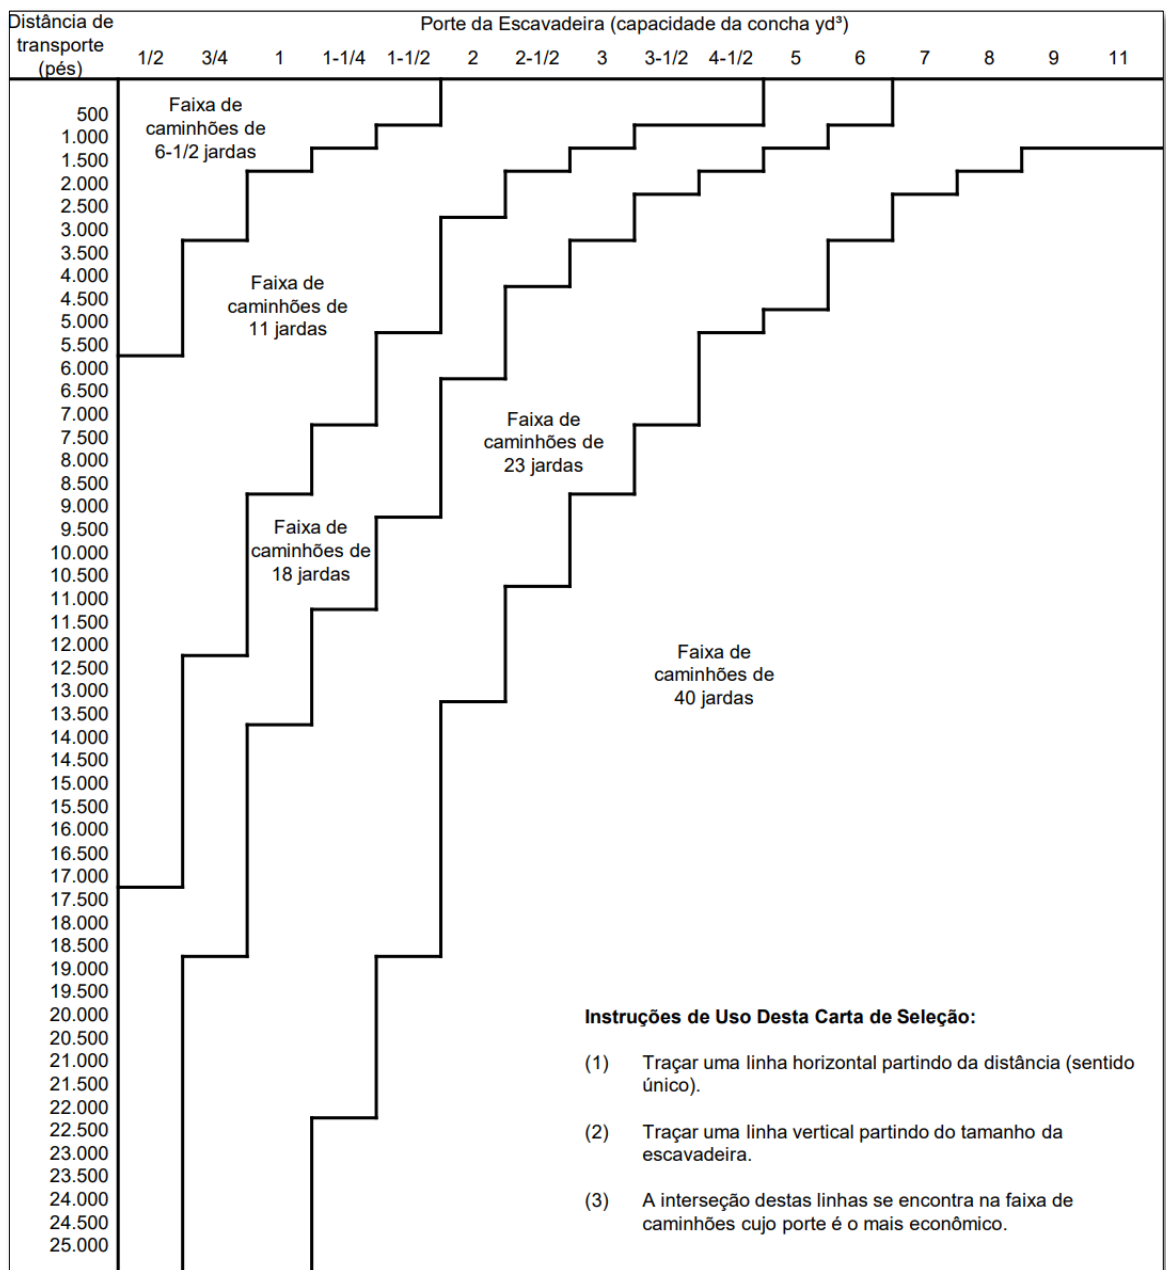 Distância de
transporte
(pés)
Porte da Escavadeira (capacidade da concha yd³)
1/2 3/4 1 1-1/4 1-1/2 2 2-1/2 3 3-1/2 4-1/2 5 6 7 8 9 11
500
1.000
1.500
2.000
2.500
3.000
3.500
4.000
4.500
5.000
5.500
6.000
6.500
7.000
7.500
8.000
8.500
9.000
9.500
10.000
10.500
11.000
11.500
12.000
12.500
13.000
13.500
14.000
14.500
15.000
15.500
16.000
16.500
17.000
17.500
18.000
18.500
19.000
19.500
20.000
20.500
21.000
21.500
22.000
22.500
23.000
23.500
24.000
24.500
25.000
Faixa de
caminhões de
6-1/2 jardas
Faixa de
caminhões de
11 jardas
Faixa de
caminhões de
18 jardas
Faixa de
caminhões de
23 jardas
Faixa de
caminhões de
40 jardas
Instruções de Uso Desta Carta de Seleção:
(1) Traçar uma linha horizontal partindo da distância (sentido
único).
(2) Traçar uma linha vertical partindo do tamanho da
escavadeira.
(3) A interseção destas linhas se encontra na faixa de
caminhões cujo porte é o mais econômico.